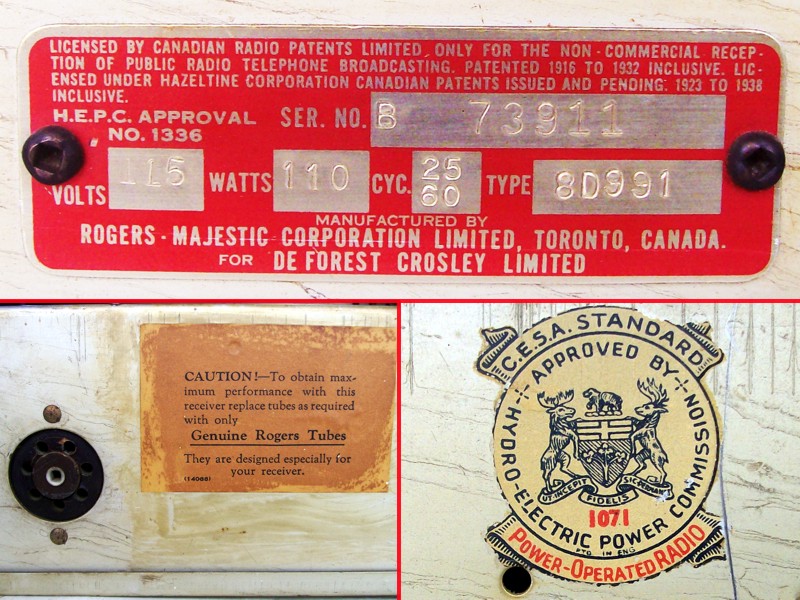 LICENSED BY CANADIAN RADIO PATENTS LIMITED, ONLY FOR THE NON-COMMERCIAL RECEP-
TION OF PUBLIC RADIO TELEPHONE BROADCASTING. PATENTED 1916 TO 1932 INCLUSIVE. LIC-
ENSED UNDER HAZELTINE CORPORATION CANADIAN PATENTS ISSUED AND PENDING: 1923 TO 1938
INCLUSIVE.
H.E.P.C. APPROVAL
NO. 1336
SER. NO. B 73911
VOLTS 115 WATTS 110 CYC. 25 60 TYPE 8D991
MANUFACTURED BY
ROGERS-MAJESTIC CORPORATION LIMITED, TORONTO, CANADA.
FOR DE FOREST CROSLEY LIMITED
CAUTION!—To obtain max-
imum performance with this
receiver replace tubes as required
with only
Genuine Rogers Tubes
They are designed especially for
your receiver.
(14088)
C.E.S.A. STANDARD
APPROVED BY
HYDRO-ELECTRIC POWER COMMISSION
UT INCEPIT FIDELIS SIC PERMANET
1071
PTD IN ENG
POWER-OPERATED RADIO